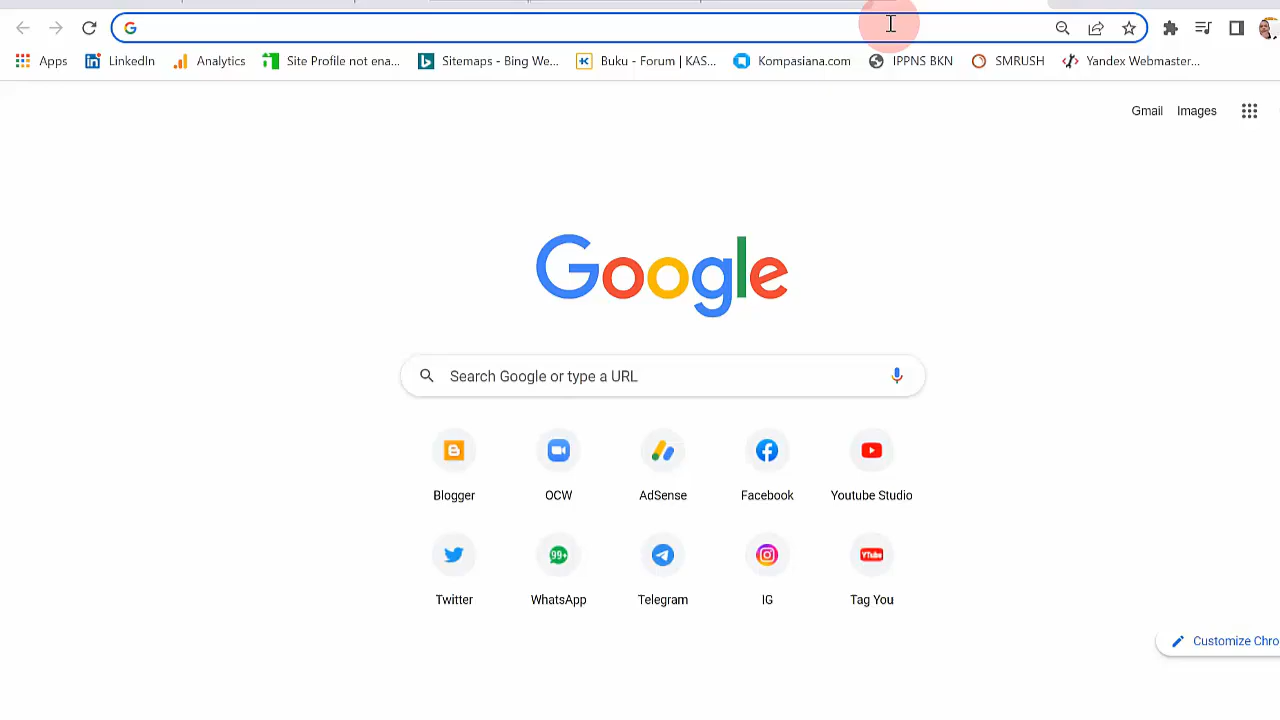 Apps LinkedIn Analytics Site Profile not ena... Sitemaps - Bing We... Buku - Forum | KAS... Kompasiana.com IPPNS BKN SMRUSH Yandex Webmaster...
Gmail Images
Google
Search Google or type a URL
Blogger OCW AdSense Facebook Youtube Studio
99+ YTube
Twitter WhatsApp Telegram IG Tag You
Customize Chro